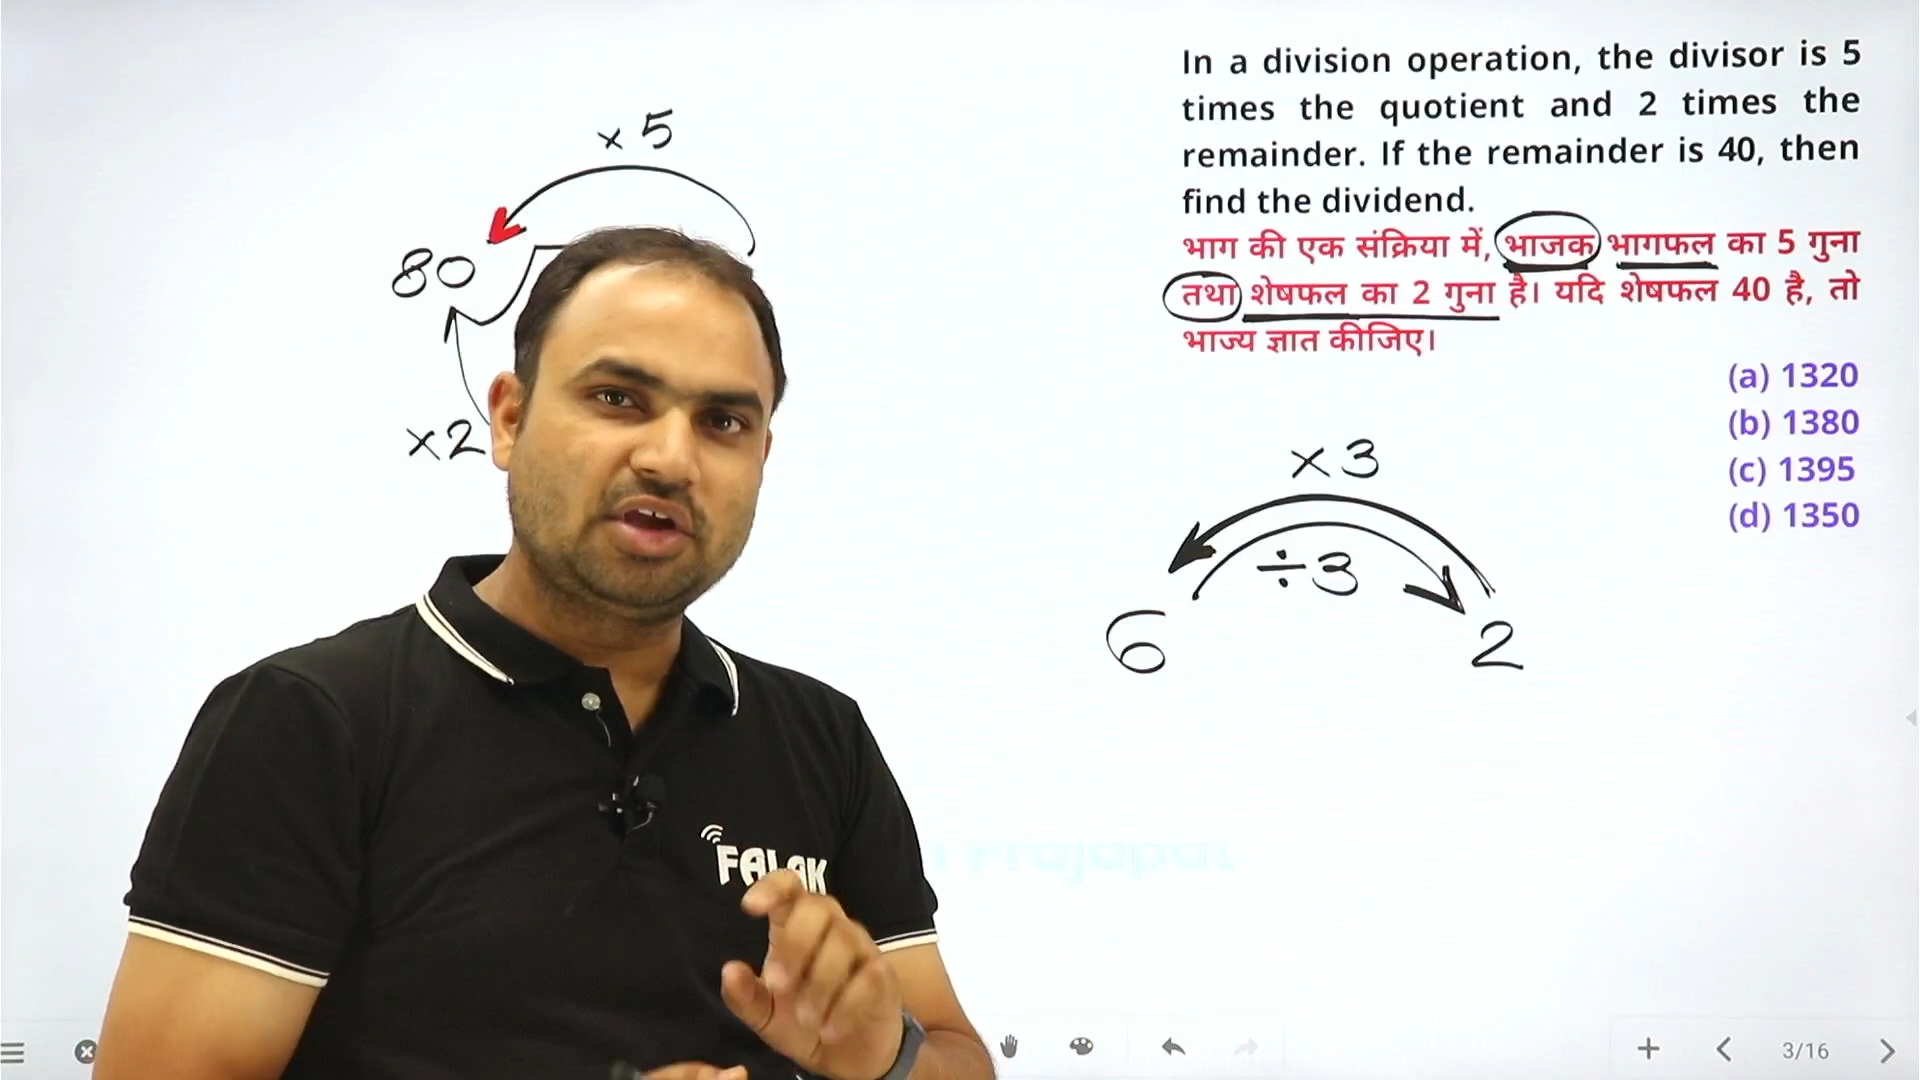 In a division operation, the divisor is 5
times the quotient and 2 times the
remainder. If the remainder is 40, then
find the dividend.
भाग की एक संक्रिया में, भाजक भागफल का 5 गुना
तथा शेषफल का 2 गुना है। यदि शेषफल 40 है, तो
भाज्य ज्ञात कीजिए।
(a) 1320
(b) 1380
(c) 1395
(d) 1350
× 5
80
×2
×3
÷3
6 2
FALAK
Prajapat
3/16